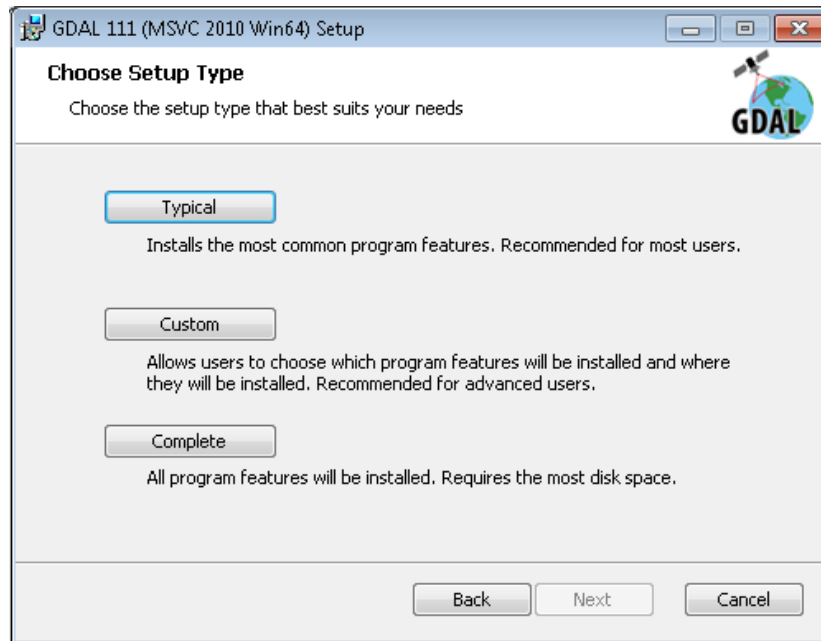 GDAL 111 (MSVC 2010 Win64) Setup
Choose Setup Type
Choose the setup type that best suits your needs
GDAL
Typical
Installs the most common program features. Recommended for most users.
Custom
Allows users to choose which program features will be installed and where
they will be installed. Recommended for advanced users.
Complete
All program features will be installed. Requires the most disk space.
Back
Next
Cancel